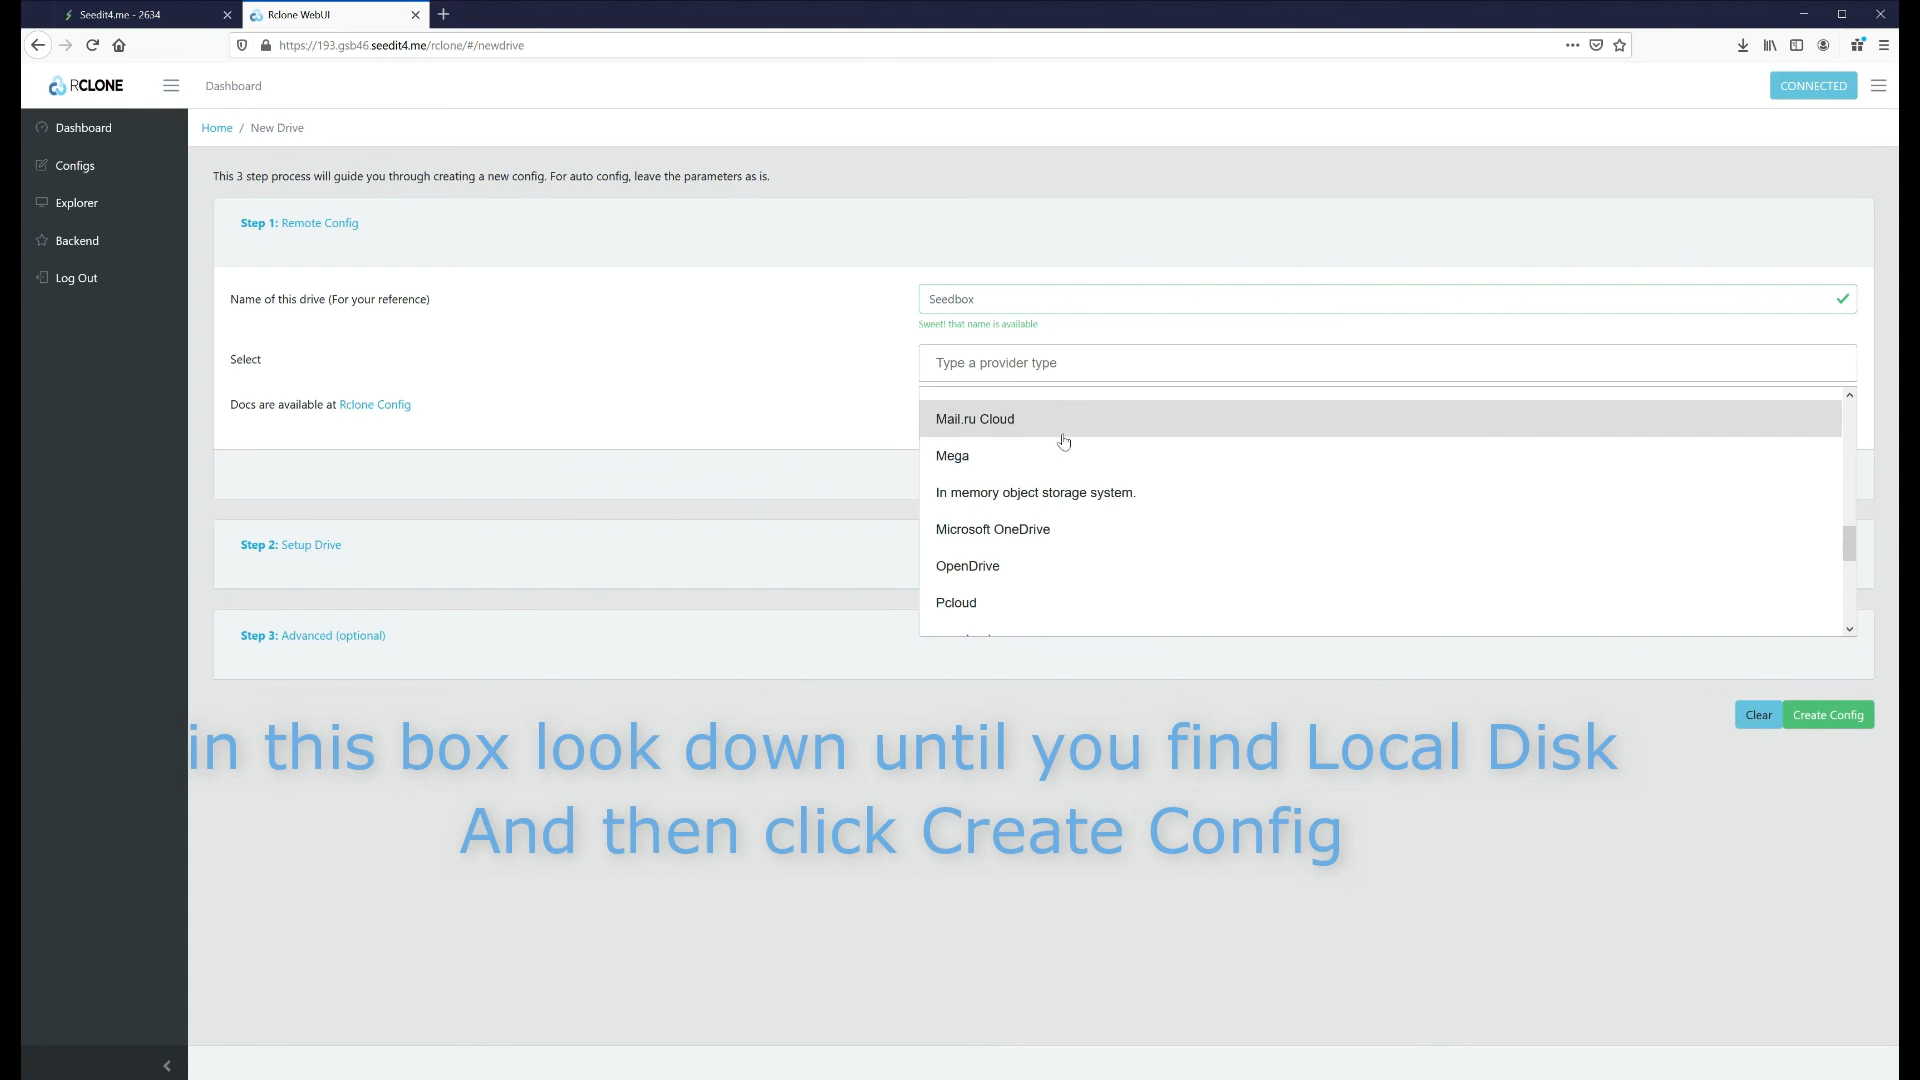 Seedit4.me - 2634
Rclone WebUI
https://193.gsb46.seedit4.me/rclone/#/newdrive
RCLONE
Dashboard
CONNECTED
Dashboard
Configs
Explorer
Backend
Log Out
Home / New Drive
This 3 step process will guide you through creating a new config. For auto config, leave the parameters as is.
Step 1: Remote Config
Name of this drive (For your reference)
Seedbox
Sweet! that name is available
Select
Type a provider type
Docs are available at Rclone Config
Mail.ru Cloud
Mega
In memory object storage system.
Microsoft OneDrive
OpenDrive
Pcloud
Step 2: Setup Drive
Step 3: Advanced (optional)
Clear
Create Config
in this box look down until you find Local Disk
And then click Create Config